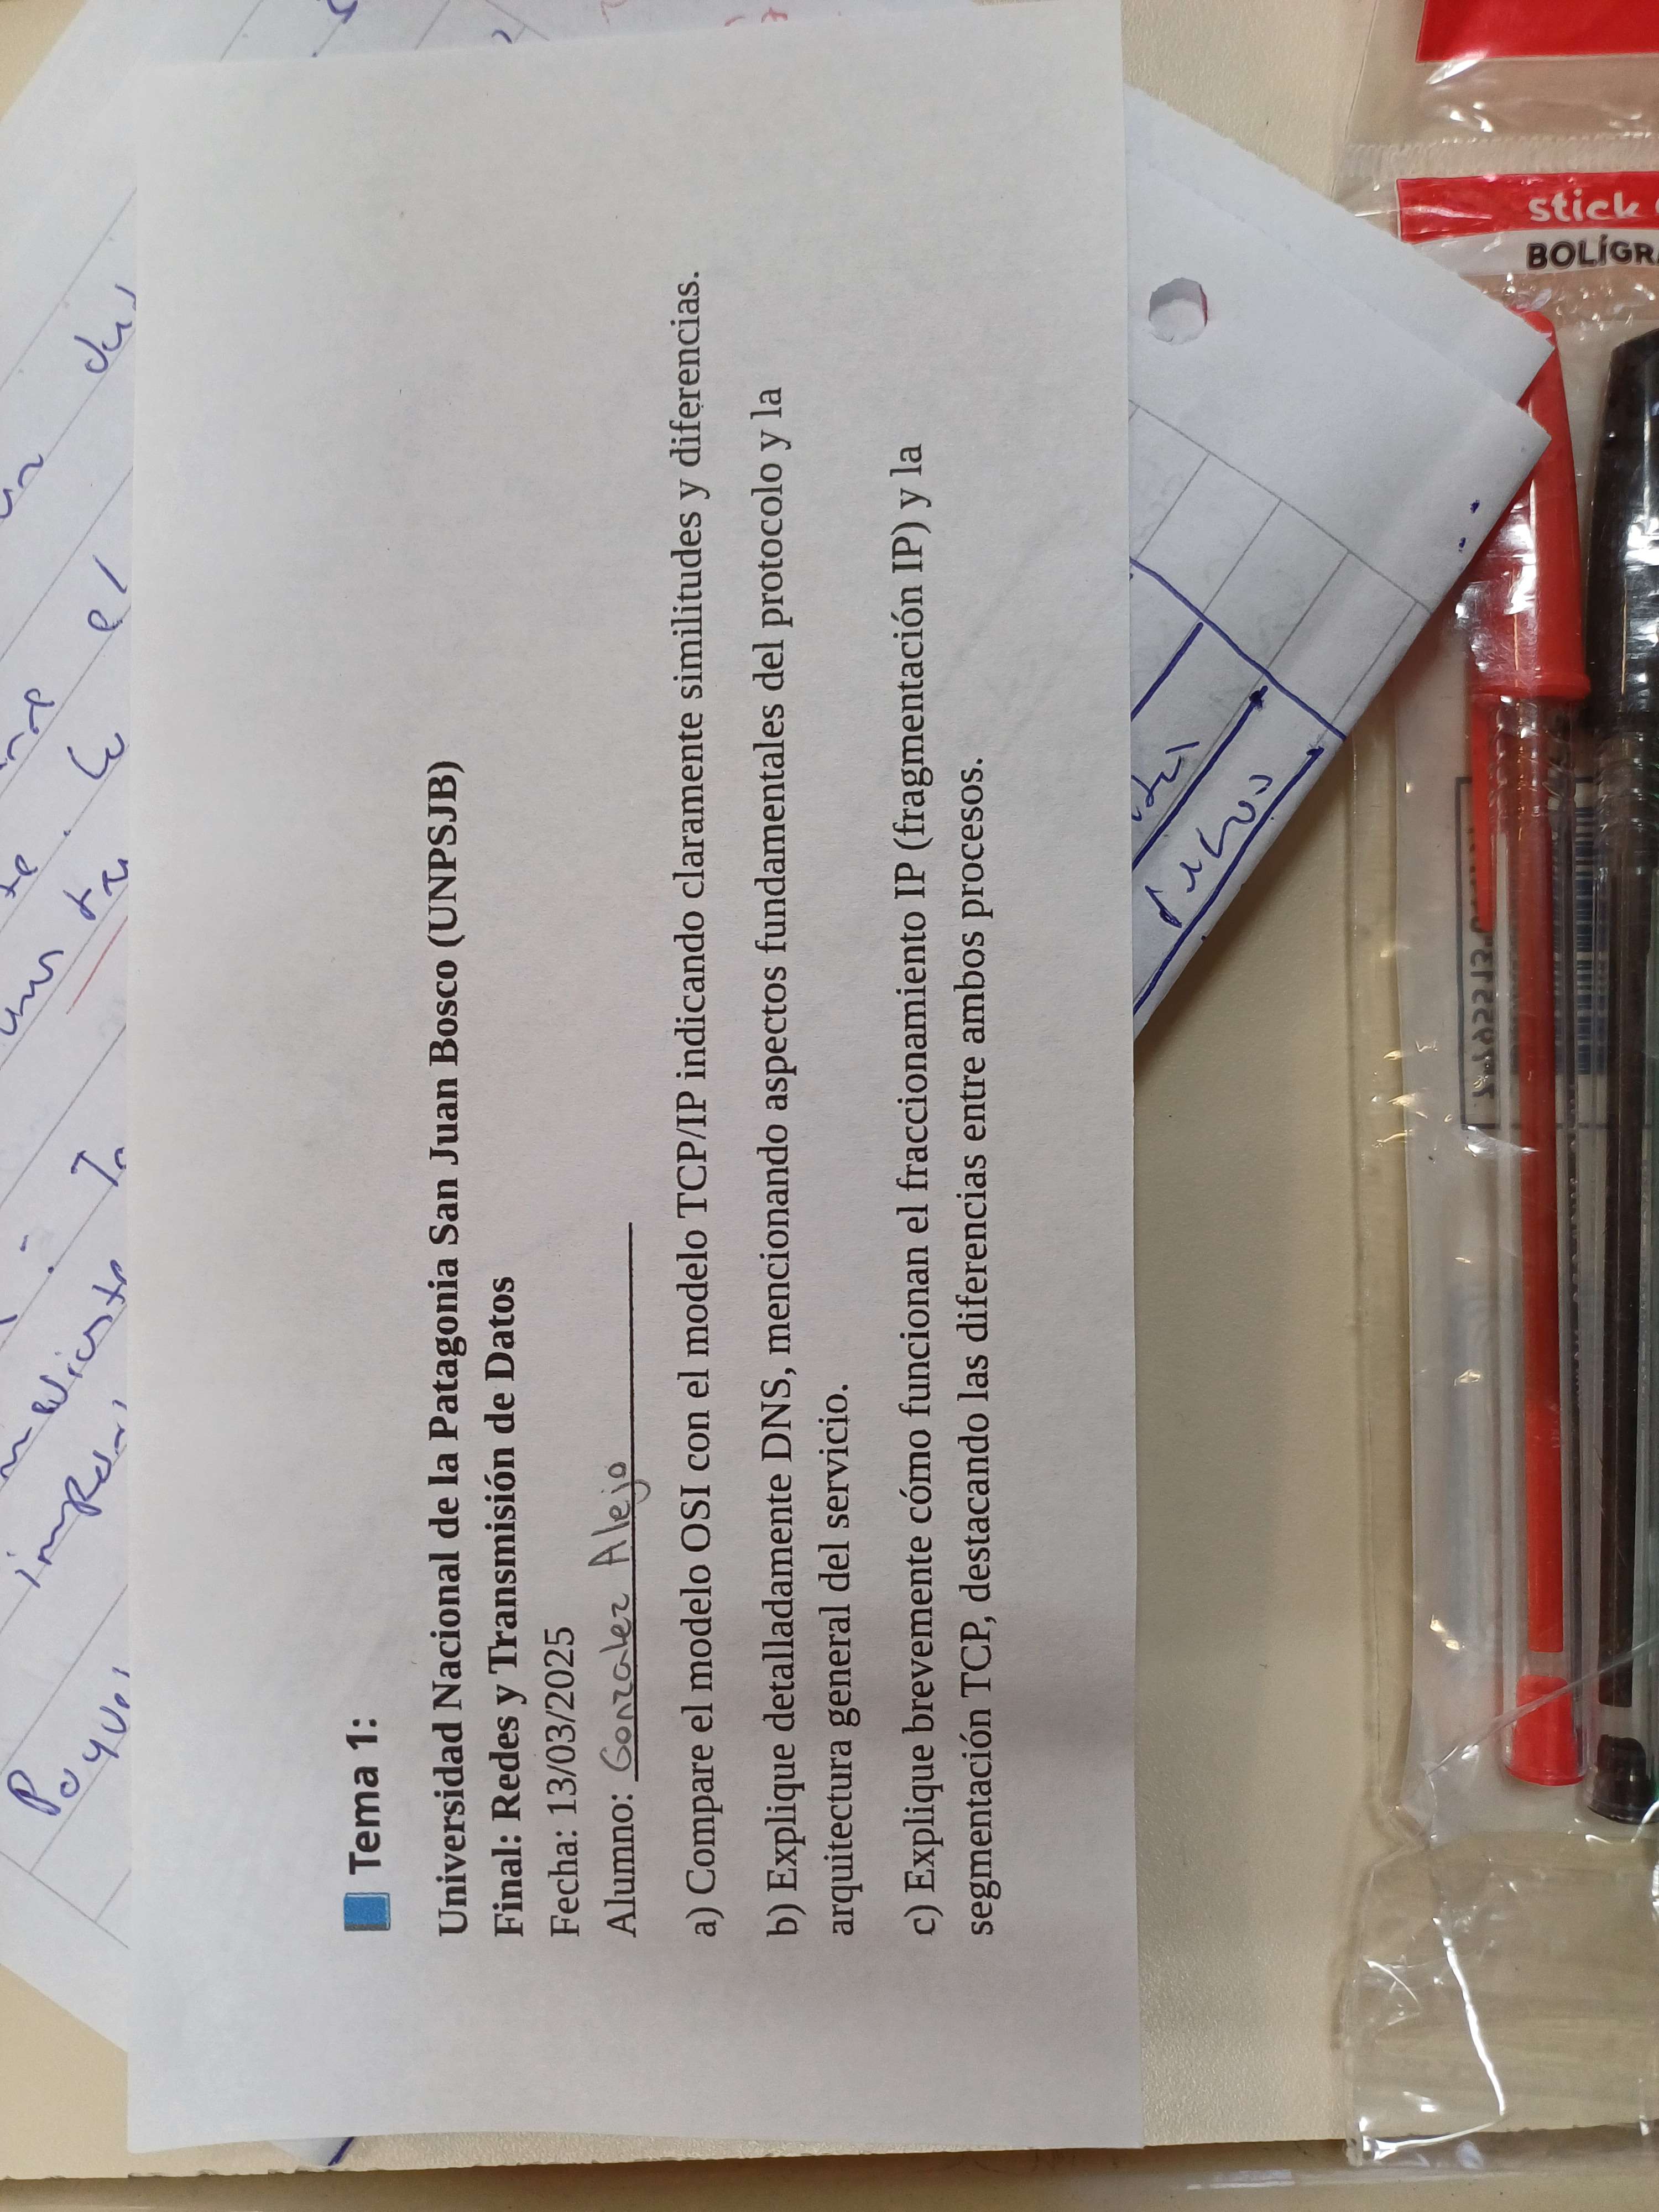 Tema 1:
Universidad Nacional de la Patagonia San Juan Bosco (UNPSJB)
Final: Redes y Transmisión de Datos
Fecha: 13/03/2025
Alumno: Gonzalez Alejo
a) Compare el modelo OSI con el modelo TCP/IP indicando claramente similitudes y diferencias.
b) Explique detalladamente DNS, mencionando aspectos fundamentales del protocolo y la
arquitectura general del servicio.
c) Explique brevemente cómo funcionan el fraccionamiento IP (fragmentación IP) y la
segmentación TCP, destacando las diferencias entre ambos procesos.
stick
BOLÍGR